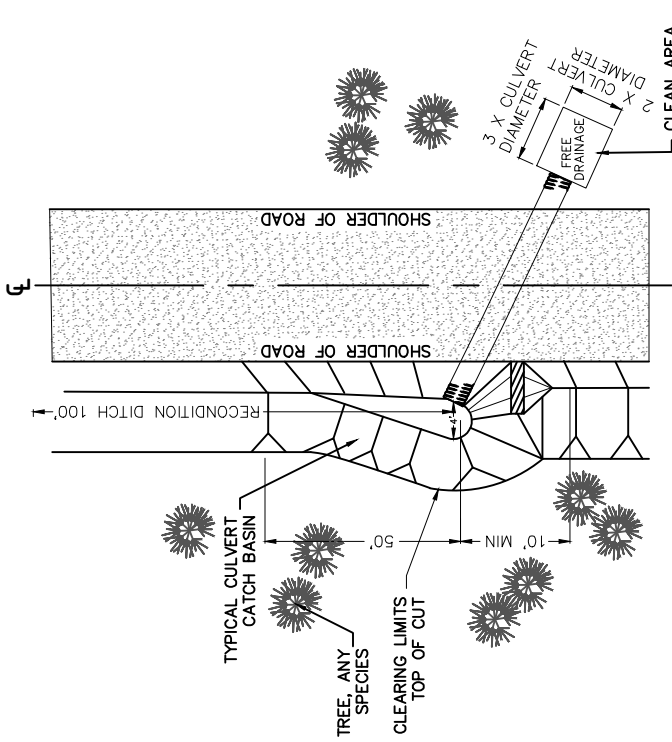 ℄
SHOULDER OF ROAD
SHOULDER OF ROAD
3 X CULVERT
DIAMETER
2 X CULVERT
DIAMETER
FREE
DRAINAGE
CLEAN AREA
RECONDITION DITCH 100'
4'
50'
10' MIN
TYPICAL CULVERT
CATCH BASIN
TREE, ANY
SPECIES
CLEARING LIMITS
TOP OF CUT